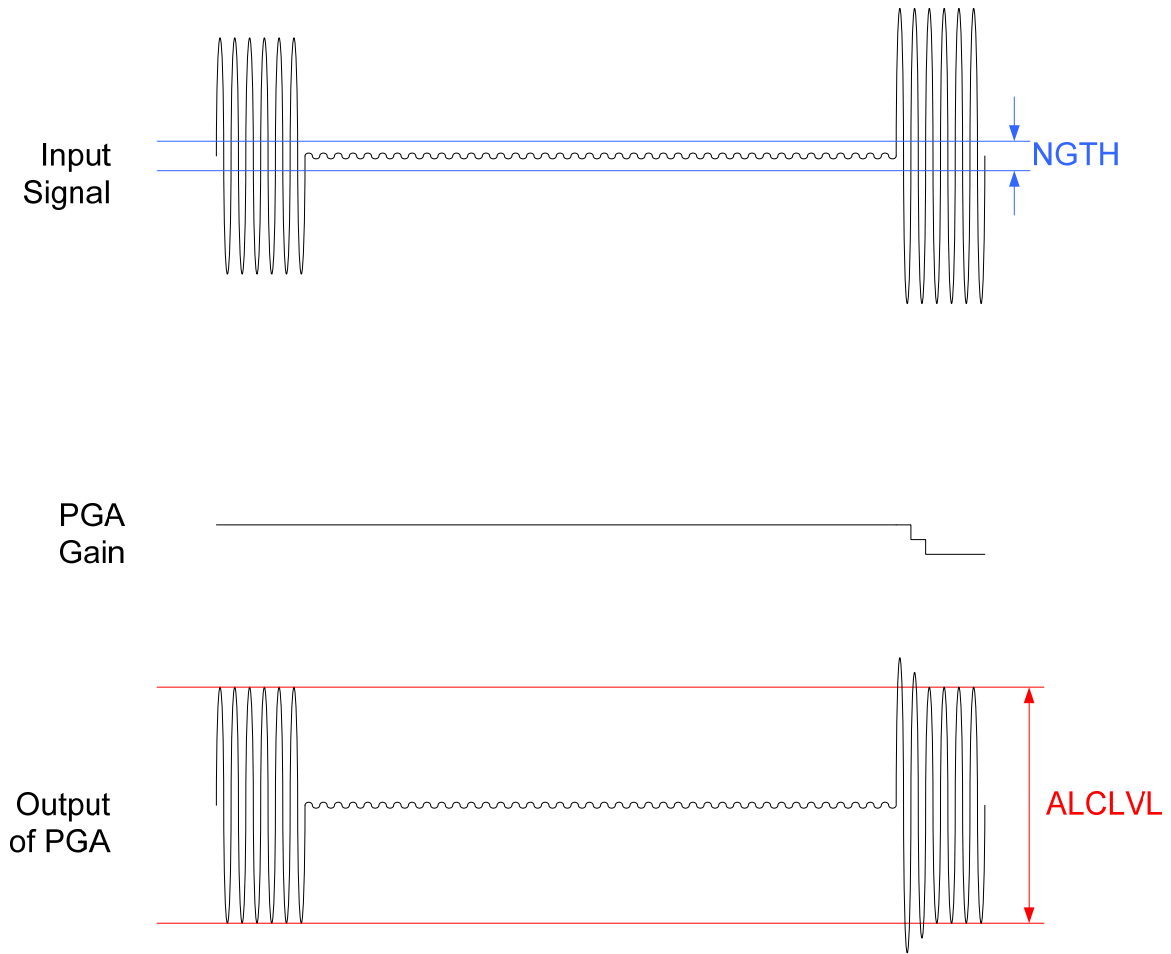 Input
Signal
NGTH
PGA
Gain
Output
of PGA
ALCLVL